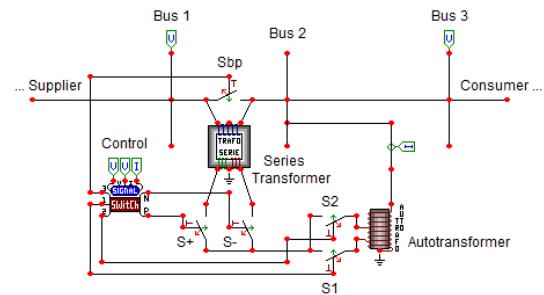 Bus 1
Bus 2
Bus 3
Sbp
... Supplier
Consumer ...
T
V
V
TRAFO
SERIE
I
Control
Series
Transformer
V V I
V I
3 SIGNAL N
1 SWitCh
2 P
S+
S-
T
T
S2
T
T
S1
AUTOTRAFO
Autotransformer